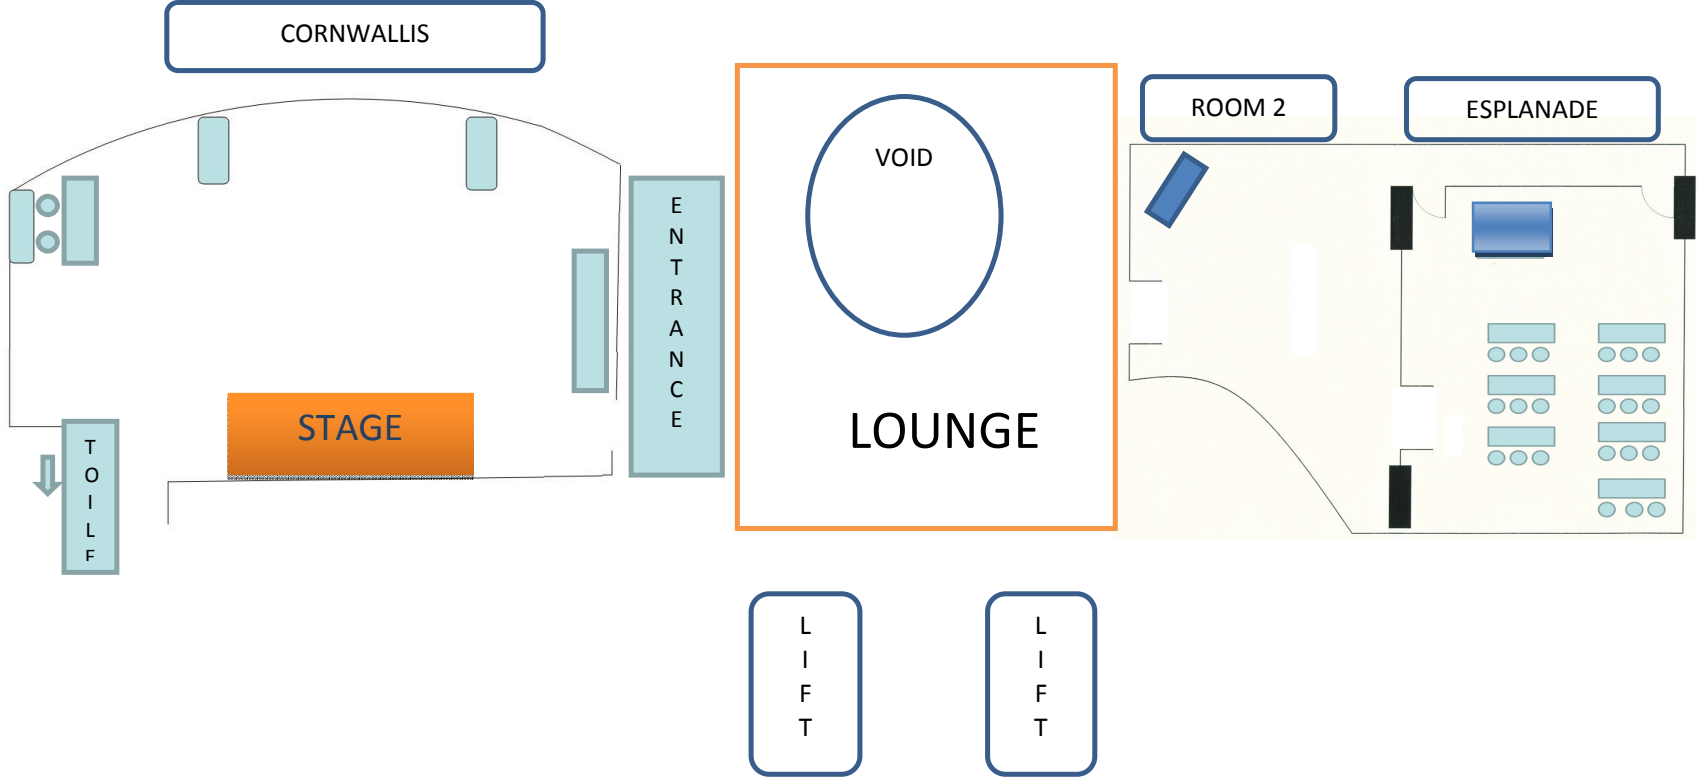 CORNWALLIS
ROOM 2
ESPLANADE
VOID
E
N
T
R
A
N
C
E
STAGE
LOUNGE
T
O
I
L
E
L
I
F
T
L
I
F
T